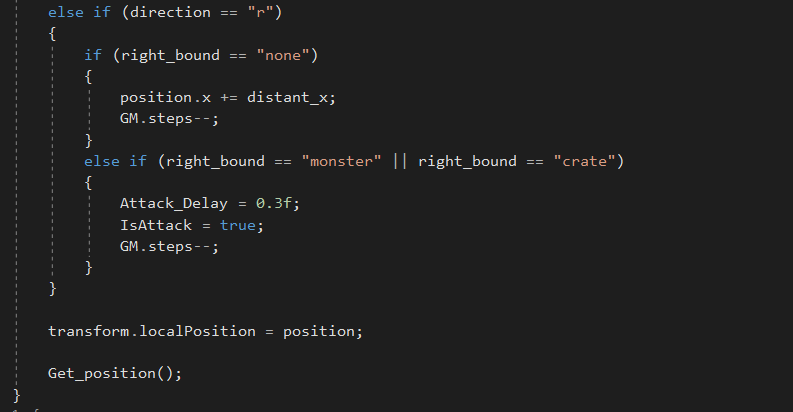 else if (direction == "r")
{
if (right_bound == "none")
{
position.x += distant_x;
GM.steps--;
}
else if (right_bound == "monster" || right_bound == "crate")
{
Attack_Delay = 0.3f;
IsAttack = true;
GM.steps--;
}
}
transform.localPosition = position;
Get_position();
}